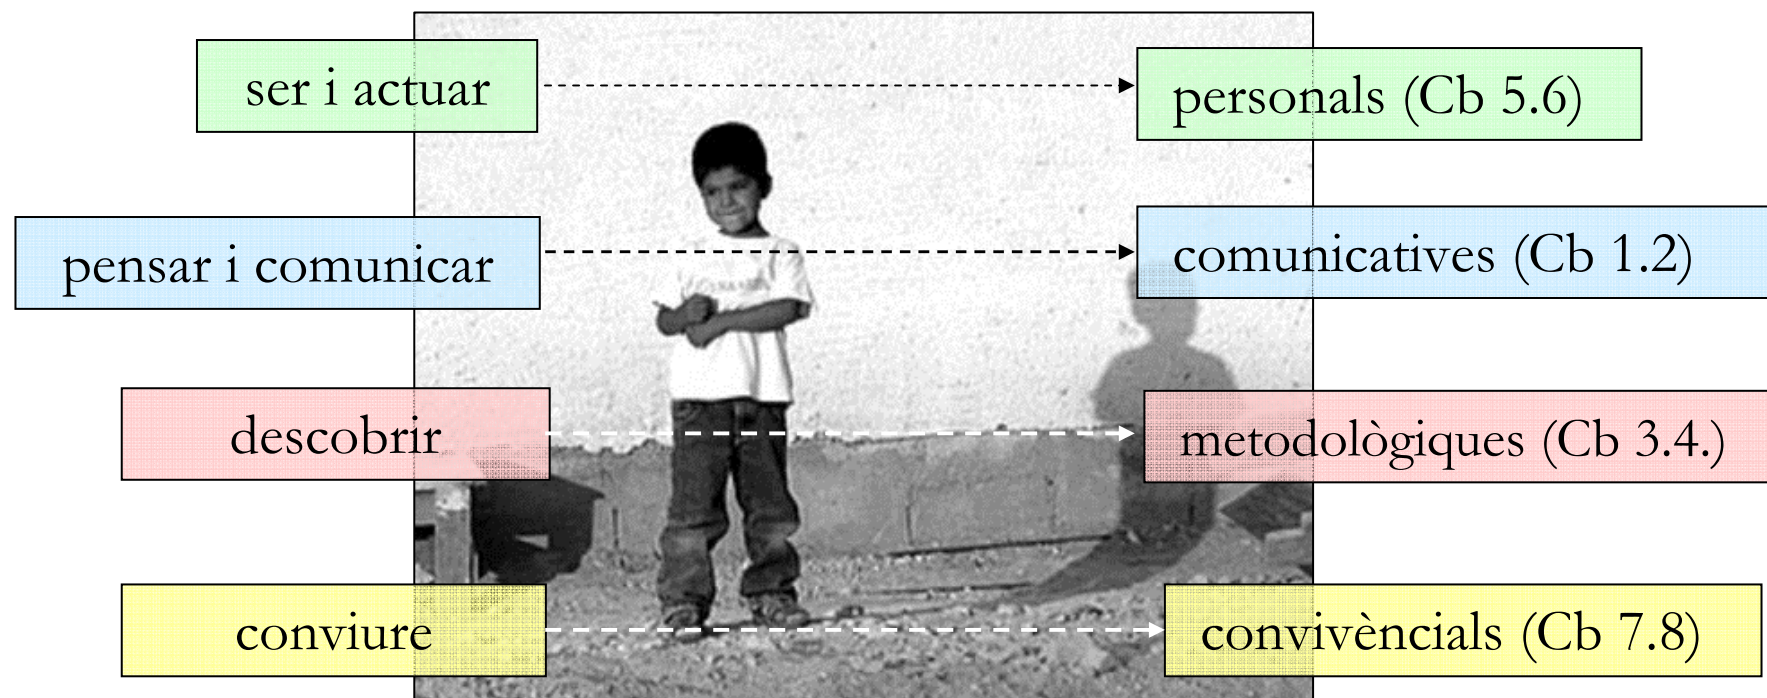 ser i actuar
personals (Cb 5.6)
pensar i comunicar
comunicatives (Cb 1.2)
descobrir
metodològiques (Cb 3.4.)
conviure
convivèncials (Cb 7.8)